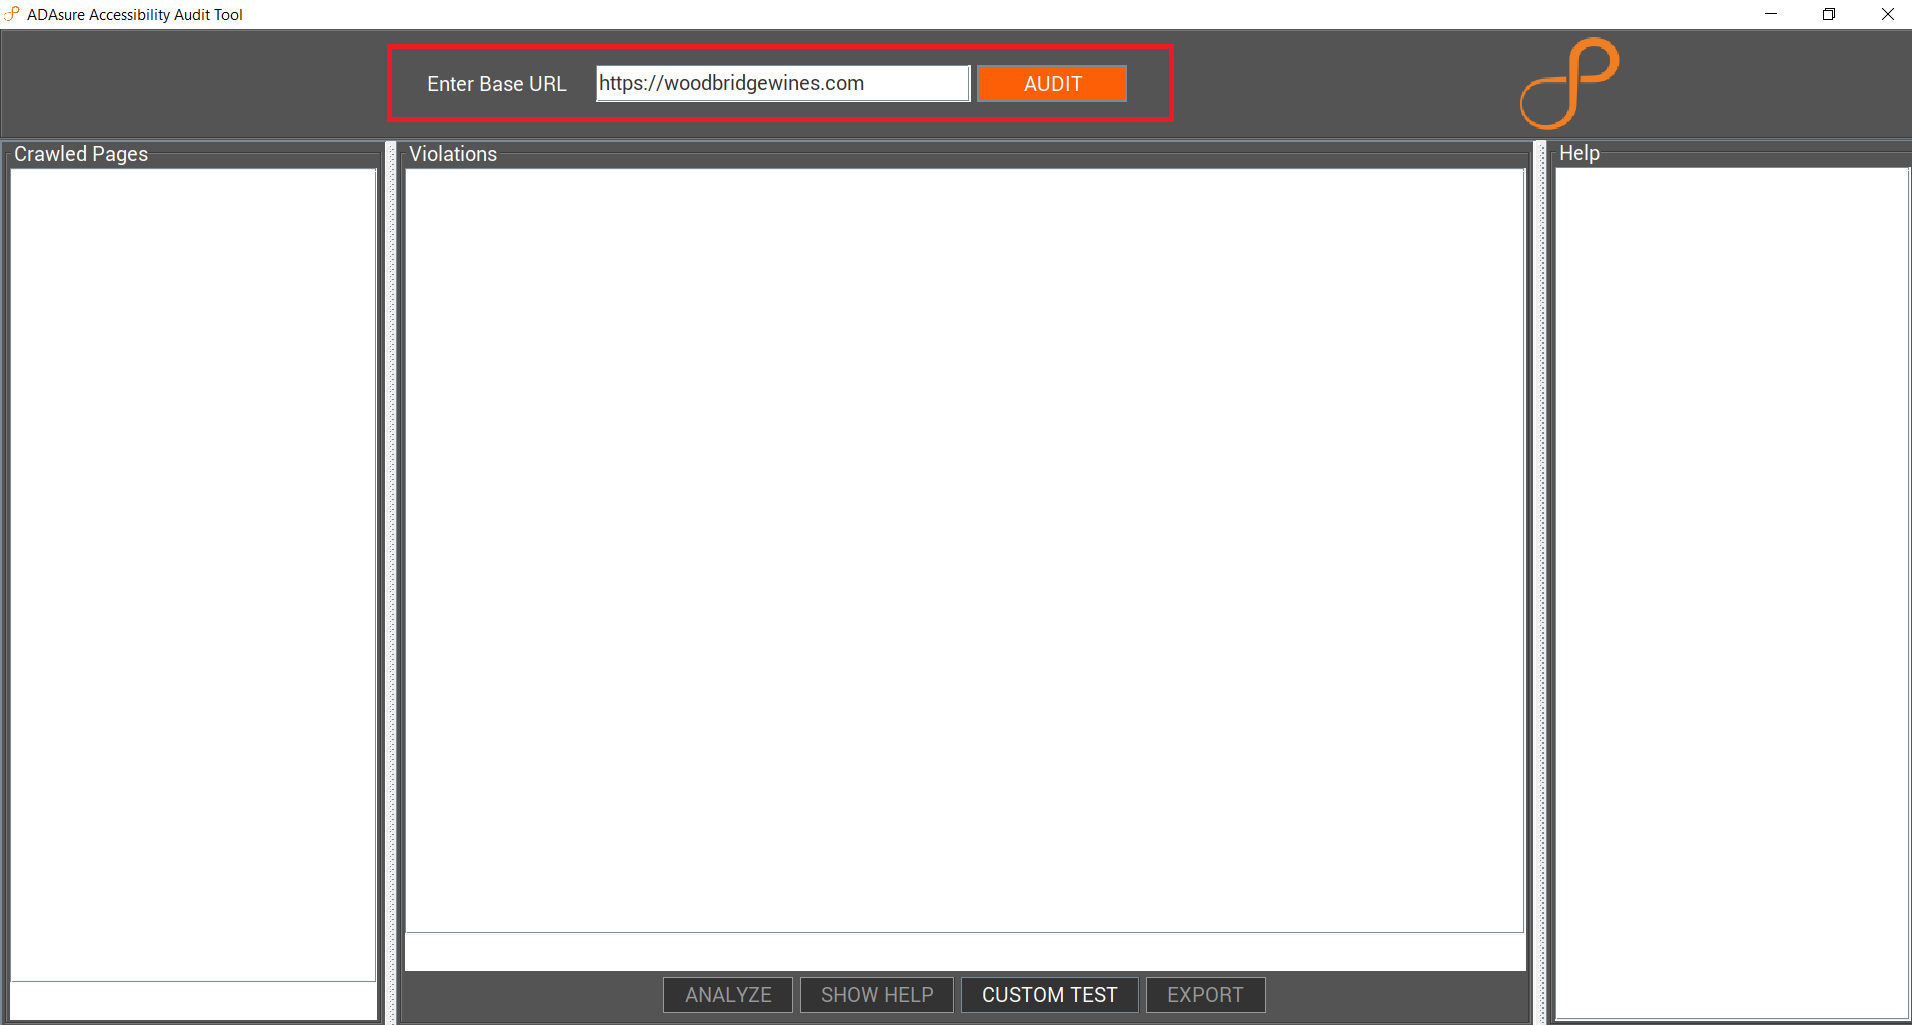 ADAsure Accessibility Audit Tool
Enter Base URL https://woodbridgewines.com AUDIT
Crawled Pages Violations Help
ANALYZE SHOW HELP CUSTOM TEST EXPORT